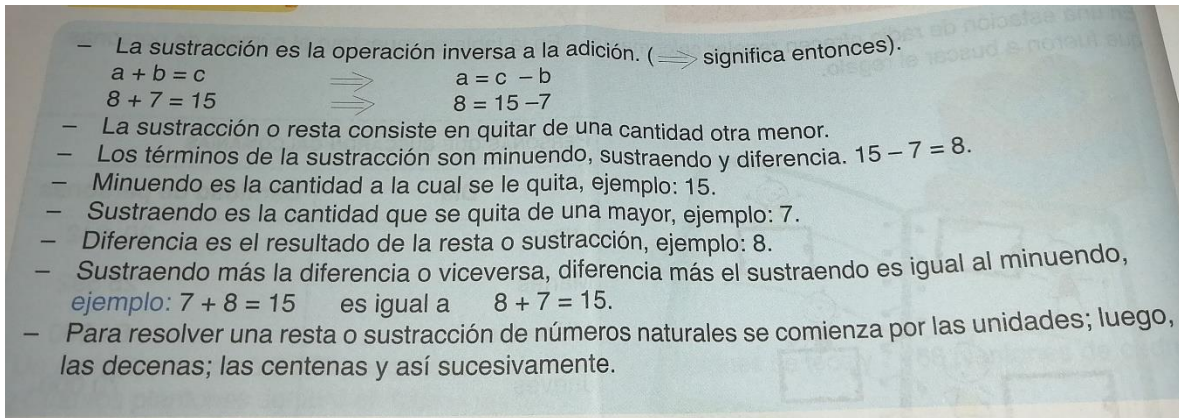 – La sustracción es la operación inversa a la adición. (⟹ significa entonces).
a + b = c ⟹ a = c – b
8 + 7 = 15 ⟹ 8 = 15 –7
– La sustracción o resta consiste en quitar de una cantidad otra menor.
– Los términos de la sustracción son minuendo, sustraendo y diferencia. 15 – 7 = 8.
– Minuendo es la cantidad a la cual se le quita, ejemplo: 15.
– Sustraendo es la cantidad que se quita de una mayor, ejemplo: 7.
– Diferencia es el resultado de la resta o sustracción, ejemplo: 8.
– Sustraendo más la diferencia o viceversa, diferencia más el sustraendo es igual al minuendo,
ejemplo: 7 + 8 = 15 es igual a 8 + 7 = 15.
– Para resolver una resta o sustracción de números naturales se comienza por las unidades; luego,
las decenas; las centenas y así sucesivamente.